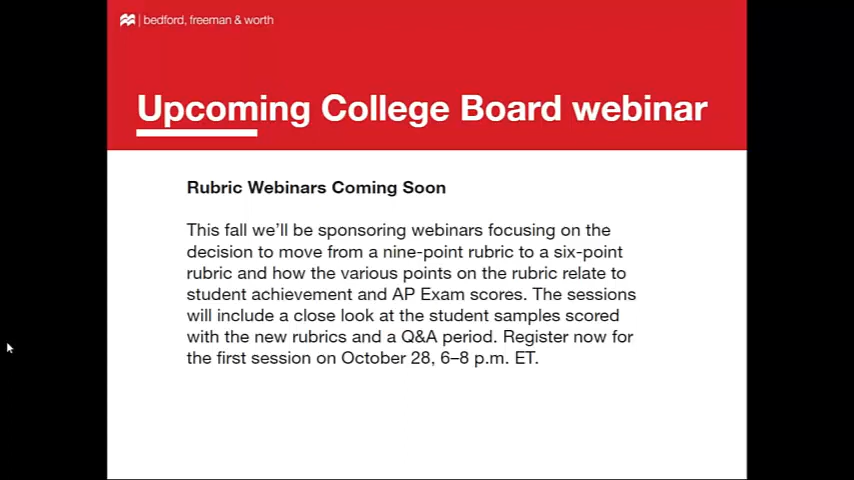 bedford, freeman & worth
Upcoming College Board webinar
Rubric Webinars Coming Soon
This fall we’ll be sponsoring webinars focusing on the
decision to move from a nine-point rubric to a six-point
rubric and how the various points on the rubric relate to
student achievement and AP Exam scores. The sessions
will include a close look at the student samples scored
with the new rubrics and a Q&A period. Register now for
the first session on October 28, 6–8 p.m. ET.